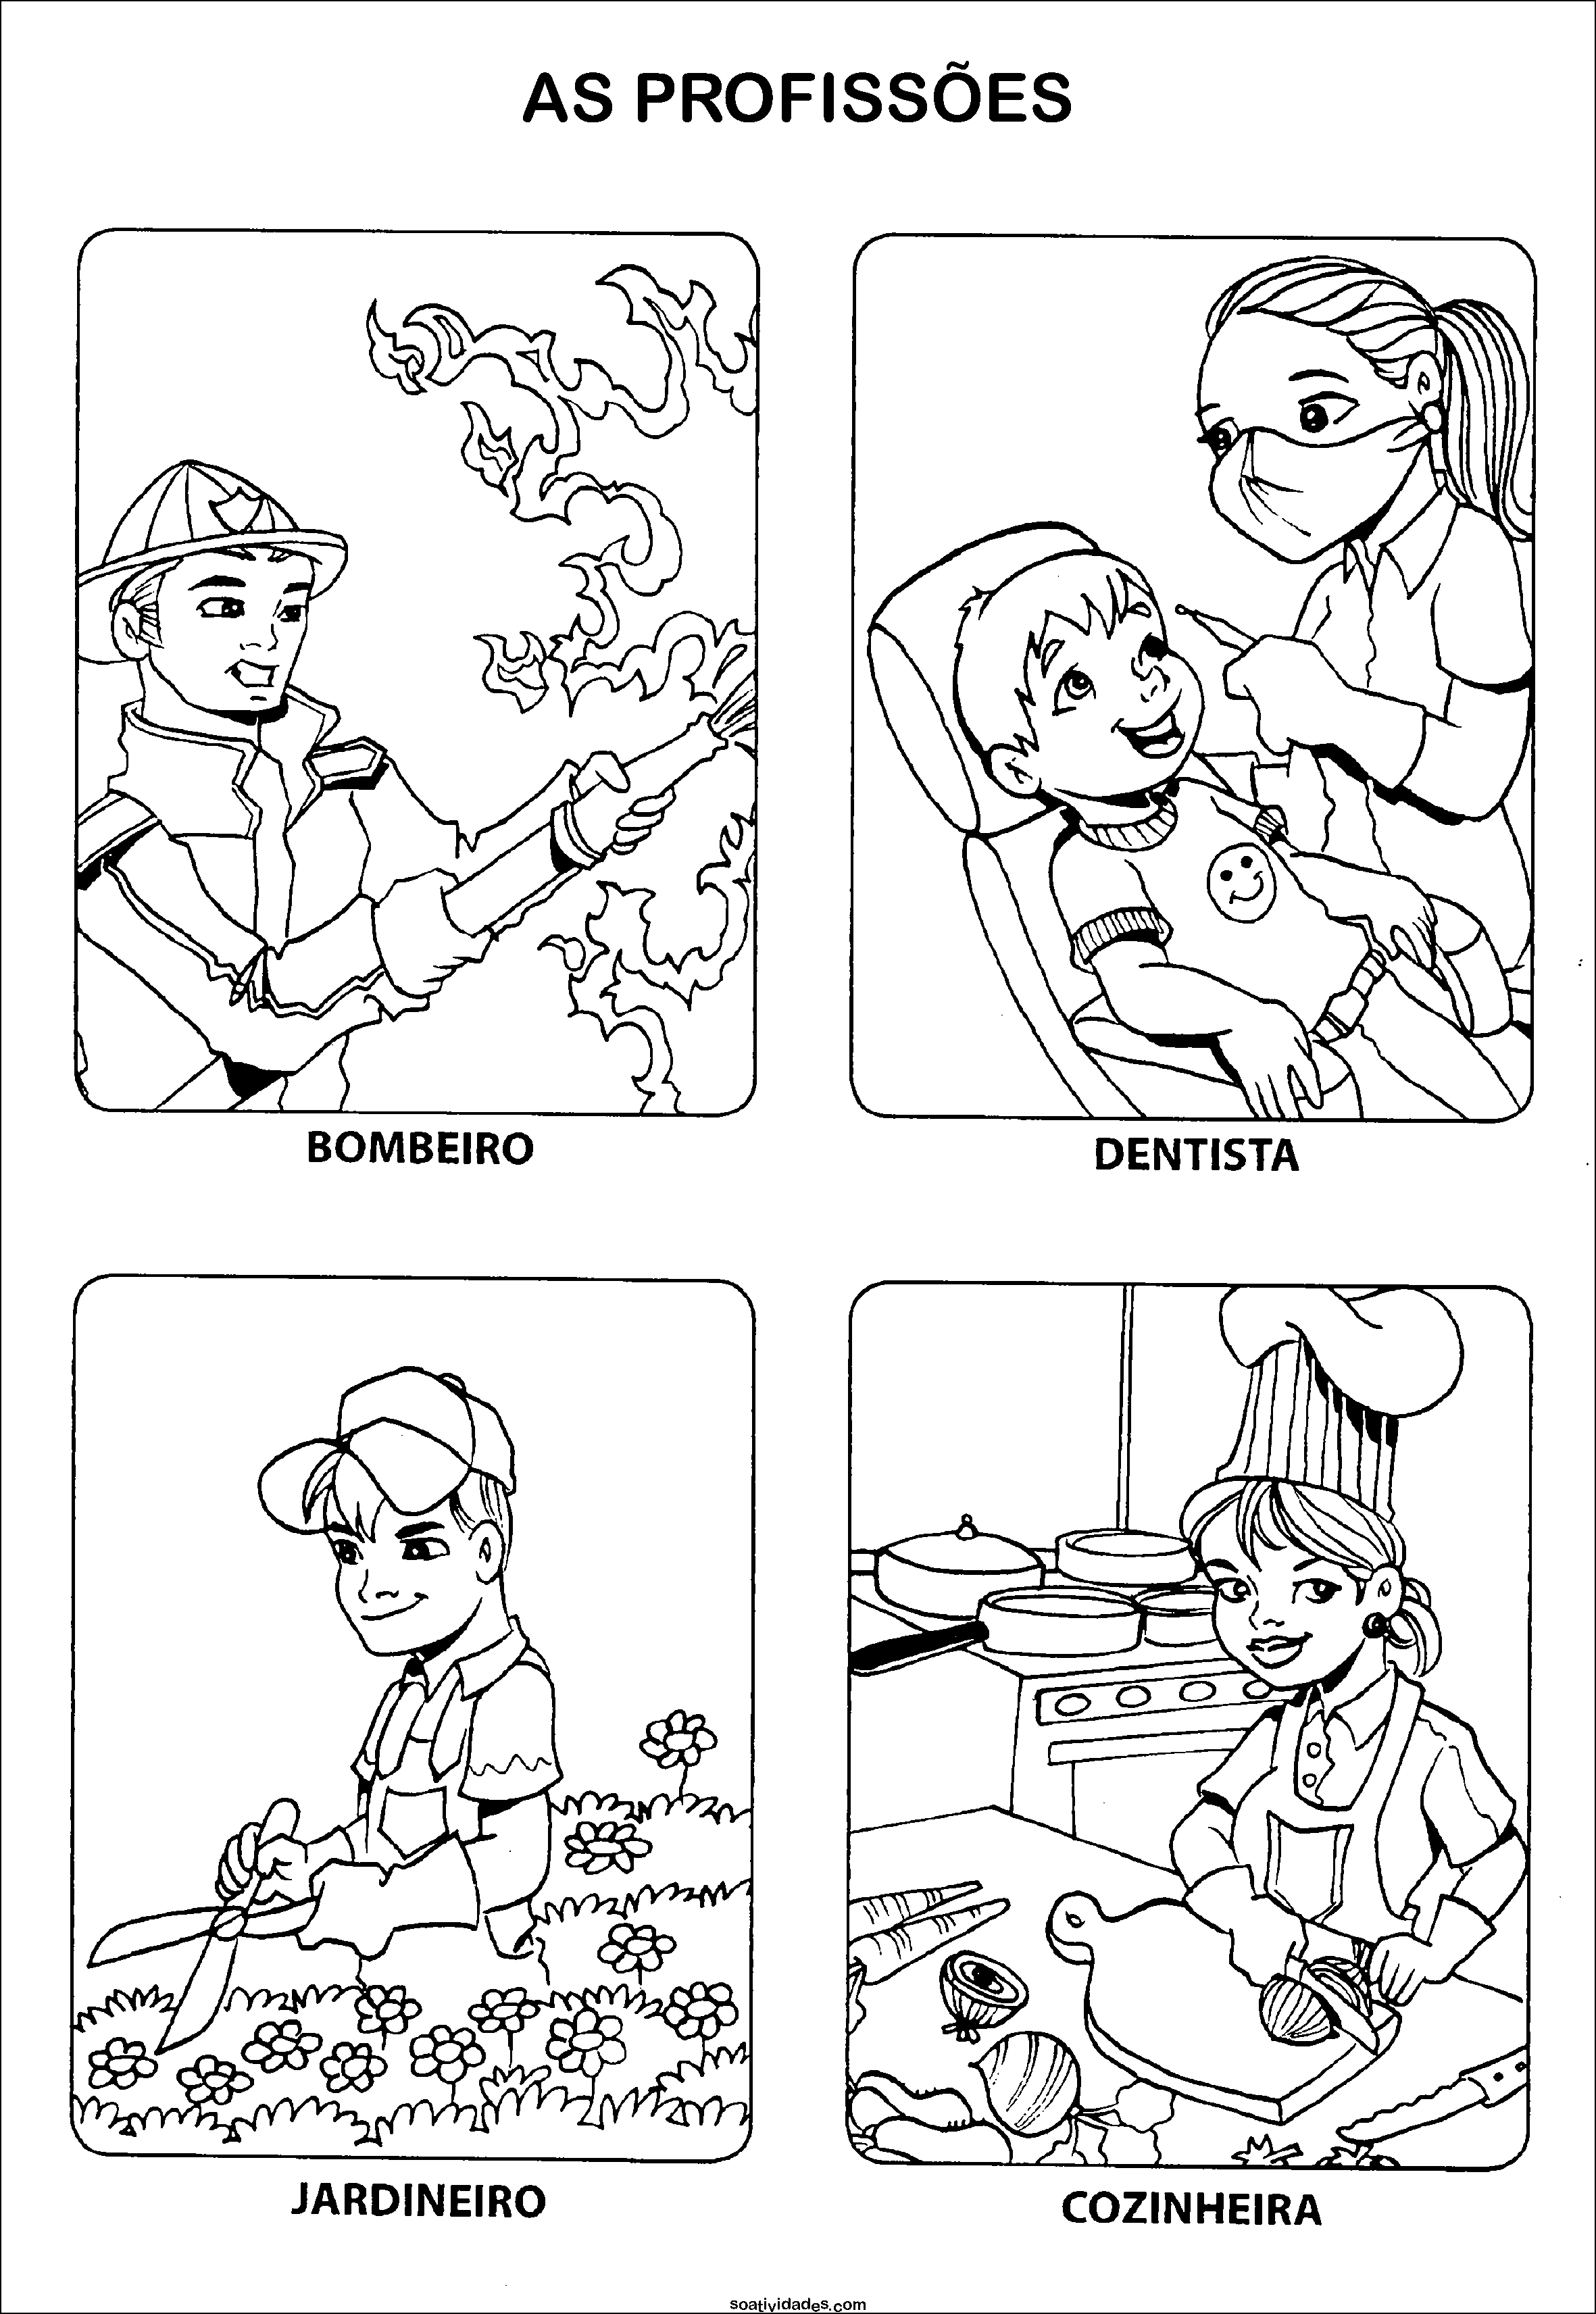 AS PROFISSÕES
BOMBEIRO
DENTISTA
JARDINEIRO
COZINHEIRA
soatividades.com